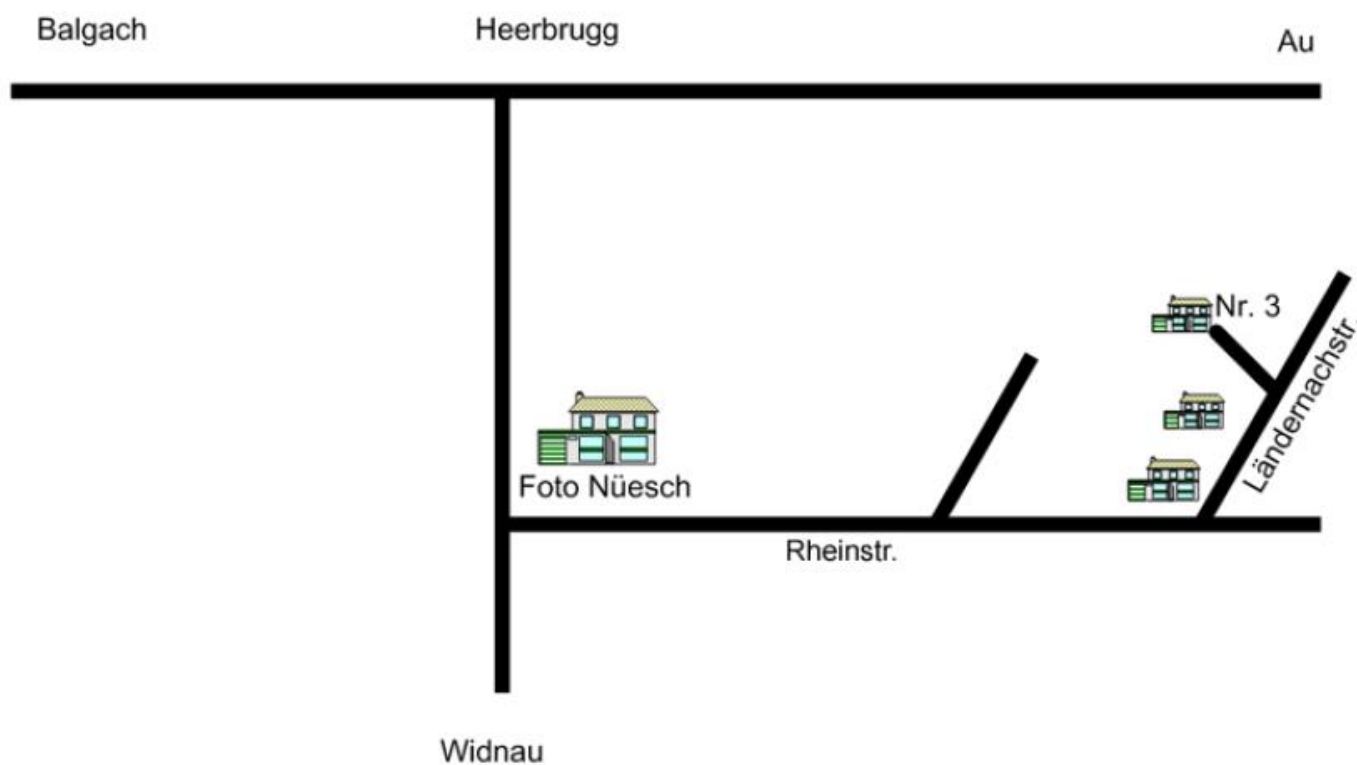 Balgach
Heerbrugg
Au
Nr. 3
Ländernachstr.
Foto Nüesch
Rheinstr.
Widnau